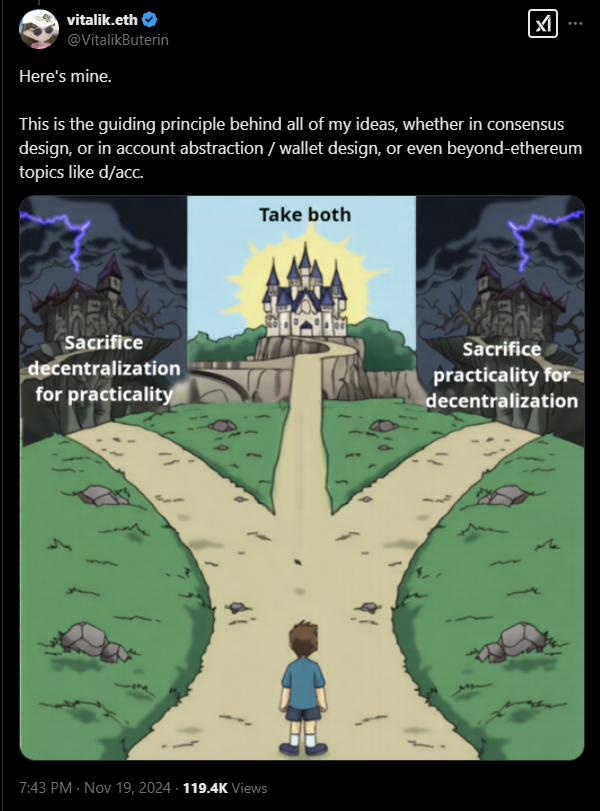 vitalik.eth
@VitalikButerin
Here's mine.
This is the guiding principle behind all of my ideas, whether in consensus
design, or in account abstraction / wallet design, or even beyond-ethereum
topics like d/acc.
Take both
Sacrifice
decentralization
for practicality
Sacrifice
practicality for
decentralization
7:43 PM · Nov 19, 2024 · 119.4K Views